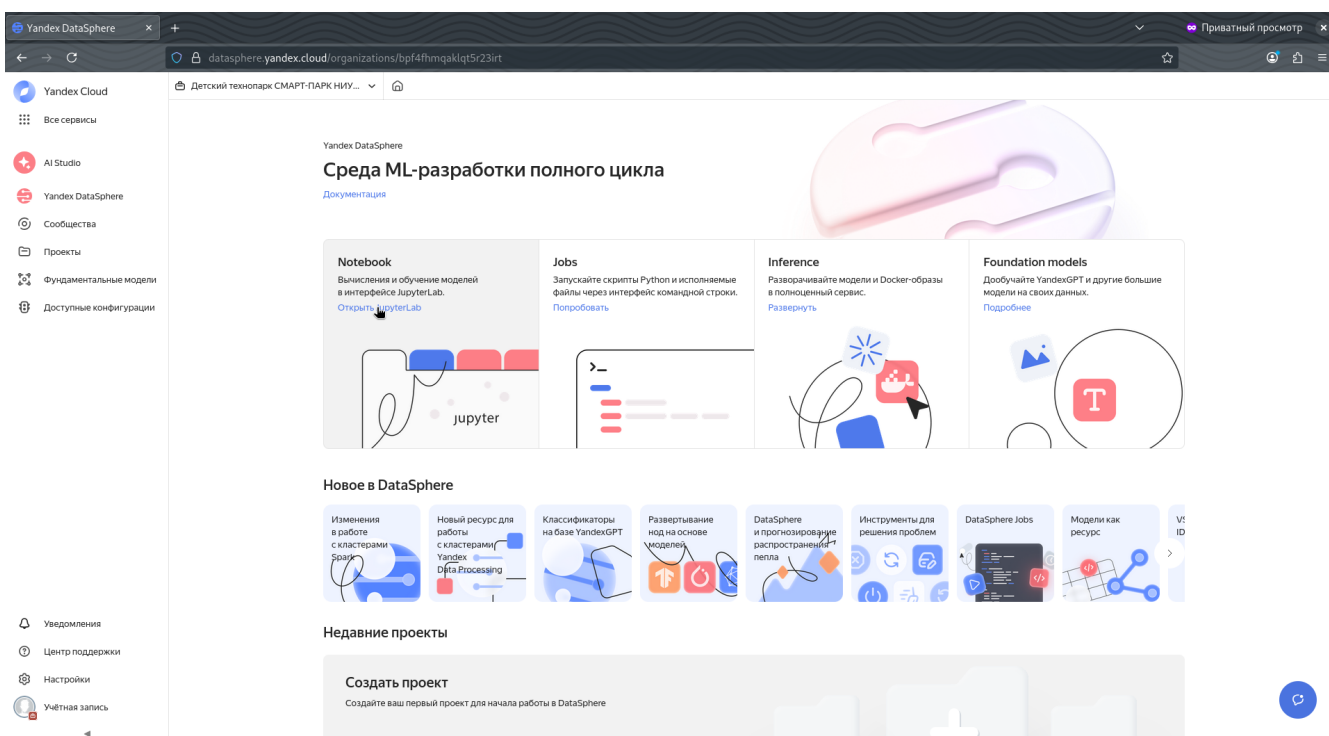 Yandex DataSphere
Приватный просмотр
datasphere.yandex.cloud/organizations/bpf4fhmqaklqt5r23irt
Yandex Cloud
Все сервисы
AI Studio
Yandex DataSphere
Сообщества
Проекты
Фундаментальные модели
Доступные конфигурации
Уведомления
Центр поддержки
Настройки
Учётная запись
Детский технопарк СМАРТ-ПАРК НИУ...
Yandex DataSphere
Среда ML-разработки полного цикла
Документация
Notebook
Вычисления и обучение моделей
в интерфейсе JupyterLab.
Открыть JupyterLab
jupyter
Jobs
Запускайте скрипты Python и исполняемые
файлы через интерфейс командной строки.
Попробовать
Inference
Разворачивайте модели и Docker-образы
в полноценный сервис.
Развернуть
Foundation models
Дообучайте YandexGPT и другие большие
модели на своих данных.
Подробнее
T
Новое в DataSphere
Изменения
в работе
с кластерами
Spark
Новый ресурс для
работы
с кластерами
Yandex
Data Processing
Классификаторы
на базе YandexGPT
Развертывание
нод на основе
моделей
DataSphere
и прогнозирование
распространения
пепла
Инструменты для
решения проблем
DataSphere Jobs
Модели как
ресурс
VS
ID
Недавние проекты
Создать проект
Создайте ваш первый проект для начала работы в DataSphere